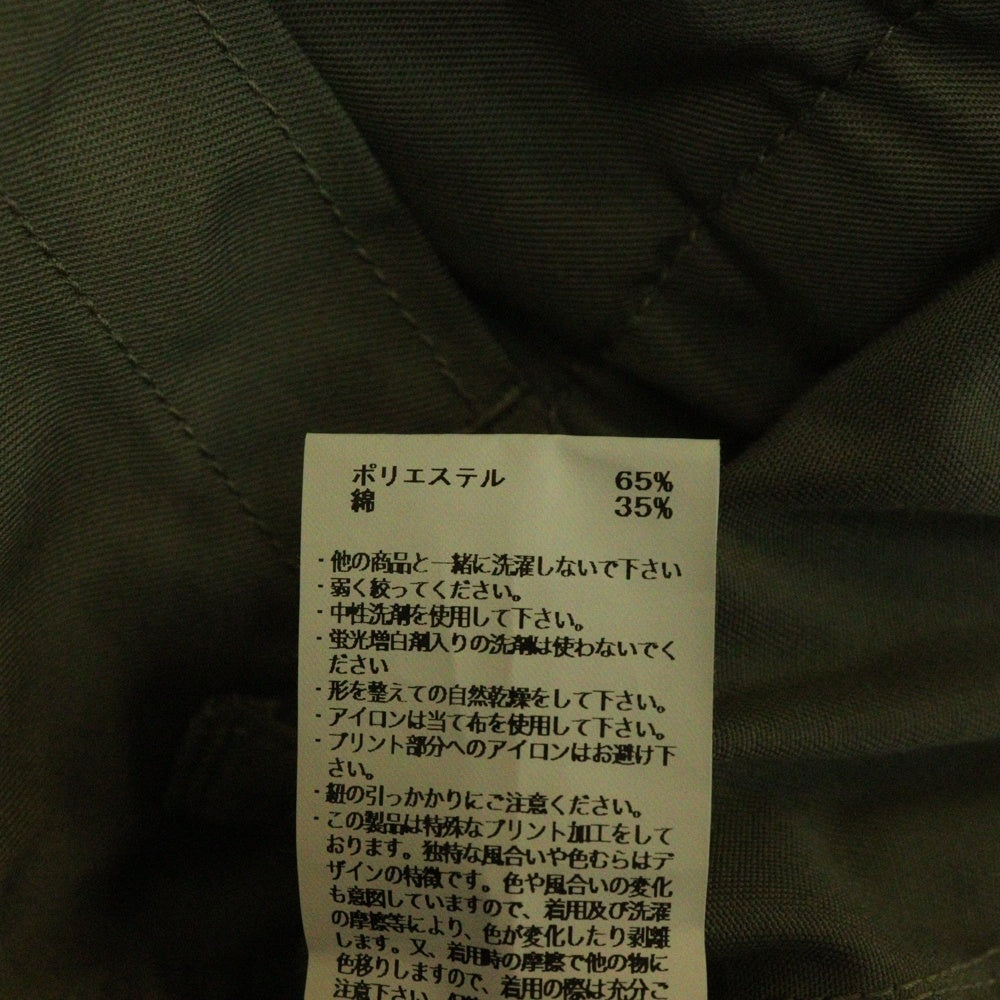 ポリエステル 65%
綿 35%
・他の商品と一緒に洗濯しないで下さい
・弱く絞ってください。
・中性洗剤を使用して下さい。
・蛍光増白剤入りの洗剤は使わないでく
ださい
・形を整えての自然乾燥をして下さい。
・アイロンは当て布を使用して下さい。
・プリント部分へのアイロンはお避け下
さい。
・紐の引っかかりにご注意ください。
・この製品は特殊なプリント加工をして
おります。独特な風合いや色むらはデ
ザインの特徴です。色や風合いの変化
も意図していますので、着用及び洗濯
の摩擦等により、色が変化したり剥離
します。又、着用時の摩擦で他の物に
色移りしますので、着用の際は充分ご
注意下さい。